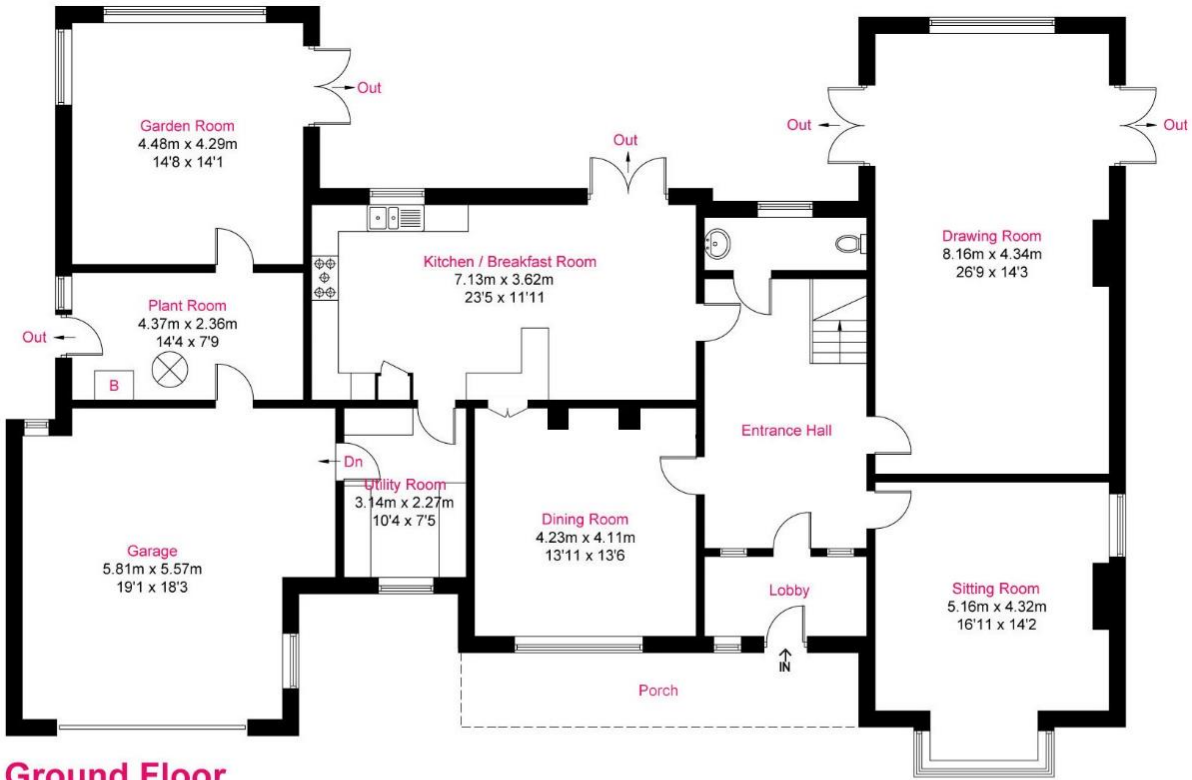 Garden Room
4.48m x 4.29m
14'8 x 14'1
Out
Out
Out
Out
Kitchen / Breakfast Room
7.13m x 3.62m
23'5 x 11'11
Drawing Room
8.16m x 4.34m
26'9 x 14'3
Plant Room
4.37m x 2.36m
14'4 x 7'9
Out
B
Entrance Hall
Dn
Utility Room
3.14m x 2.27m
10'4 x 7'5
Dining Room
4.23m x 4.11m
13'11 x 13'6
Garage
5.81m x 5.57m
19'1 x 18'3
Lobby
Sitting Room
5.16m x 4.32m
16'11 x 14'2
IN
Porch
Ground Floor